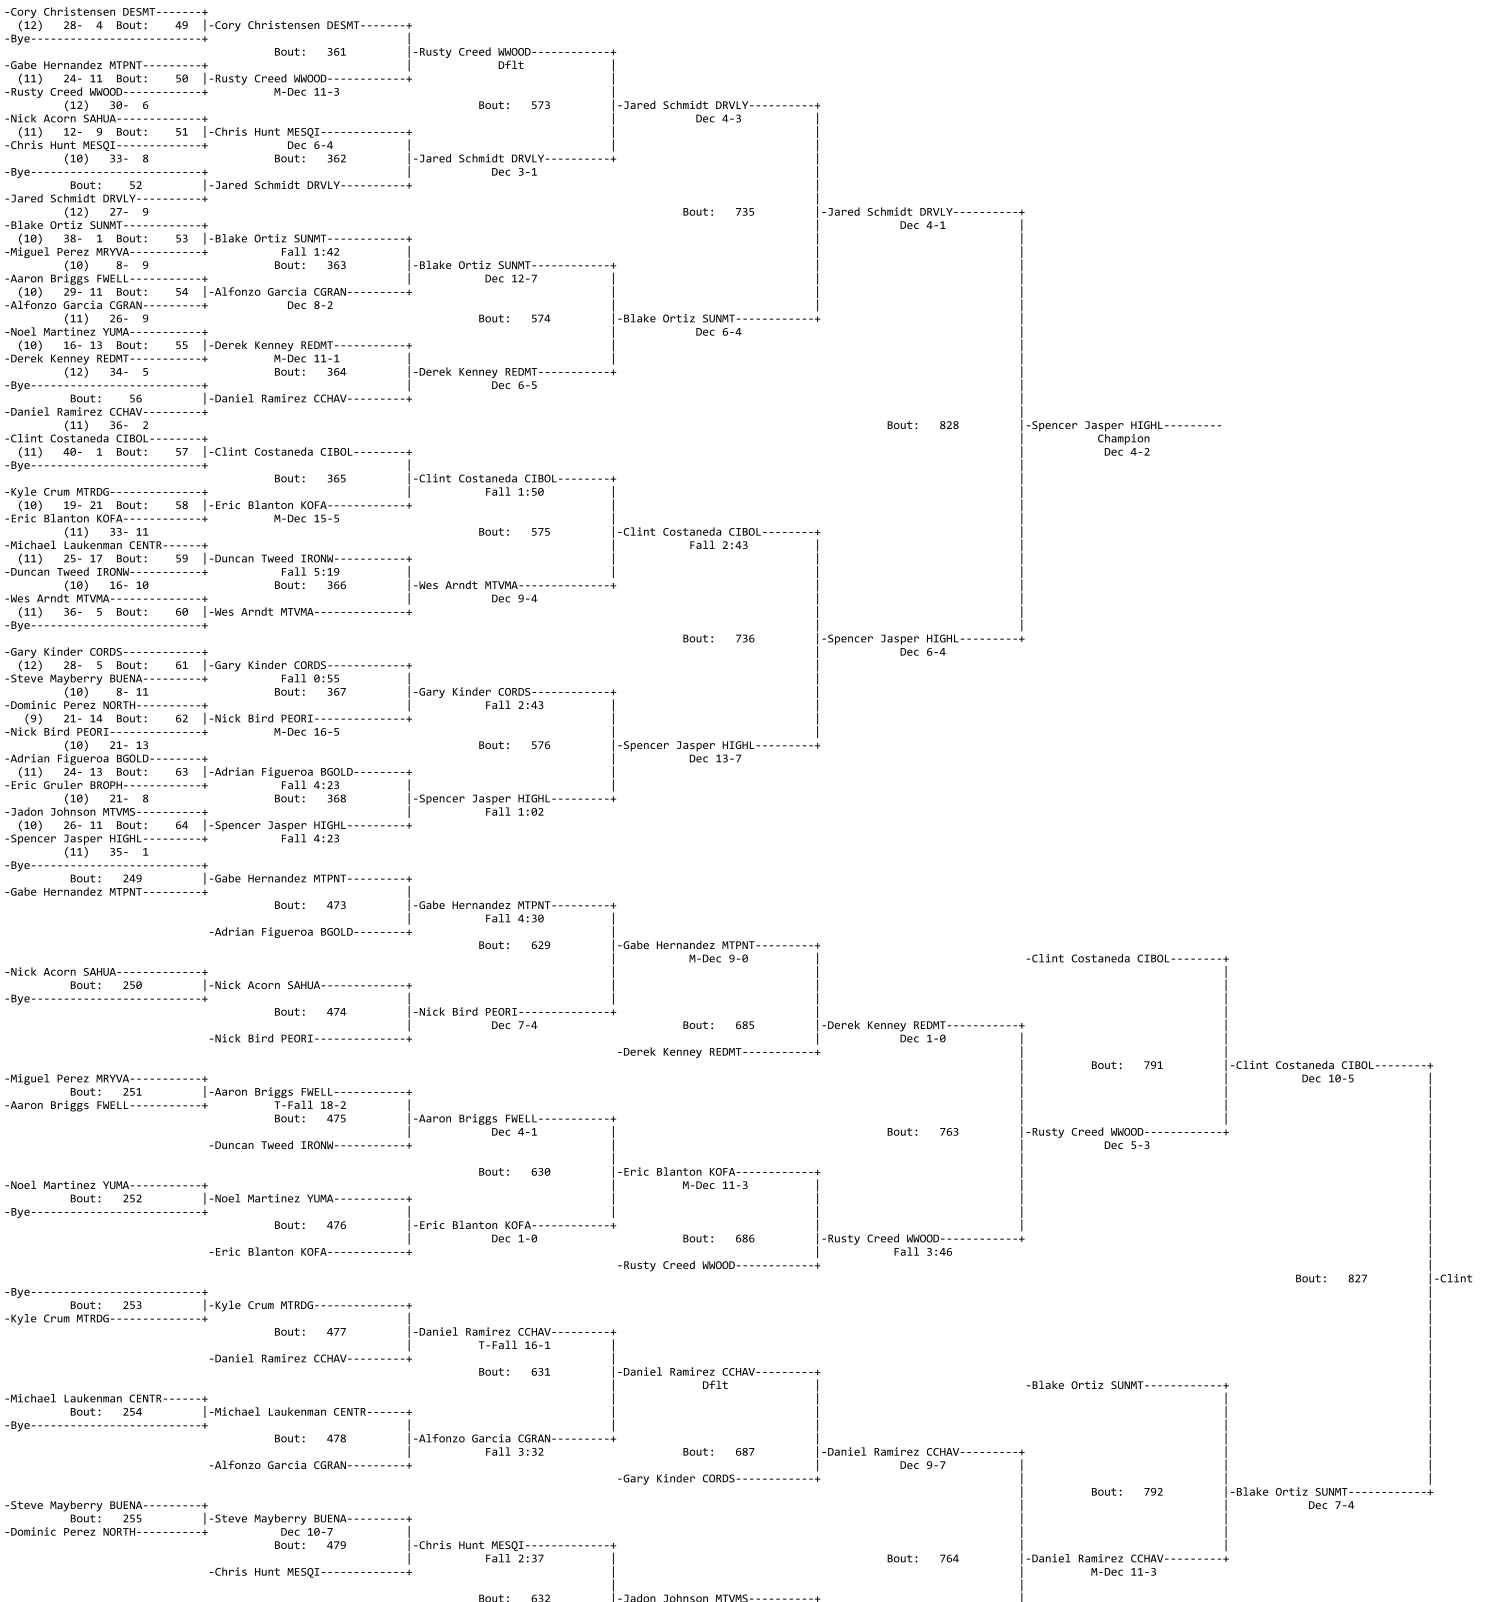 -Cory Christensen DESMT-------+
(12) 28- 4 Bout: 49 |-Cory Christensen DESMT-------+
-Bye--------------------------+ |
Bout: 361 |-Rusty Creed WWOOD------------+
-Gabe Hernandez MTPNT---------+ | Dflt |
(11) 24- 11 Bout: 50 |-Rusty Creed WWOOD------------+ |
-Rusty Creed WWOOD------------+ M-Dec 11-3 |
(12) 30- 6 Bout: 573 |-Jared Schmidt DRVLY----------+
-Nick Acorn SAHUA-------------+ | Dec 4-3 |
(11) 12- 9 Bout: 51 |-Chris Hunt MESQI-------------+ | |
-Chris Hunt MESQI-------------+ Dec 6-4 | | |
(10) 33- 8 Bout: 362 |-Jared Schmidt DRVLY----------+ |
-Bye--------------------------+ | Dec 3-1 |
Bout: 52 |-Jared Schmidt DRVLY----------+ |
-Jared Schmidt DRVLY----------+ |
(12) 27- 9 Bout: 735 |-Jared Schmidt DRVLY----------+
-Blake Ortiz SUNMT------------+ | Dec 4-1 |
(10) 38- 1 Bout: 53 |-Blake Ortiz SUNMT------------+ | |
-Miguel Perez MRYVA-----------+ Fall 1:42 | | |
(10) 8- 9 Bout: 363 |-Blake Ortiz SUNMT------------+ | |
-Aaron Briggs FWELL-----------+ | Dec 12-7 | | |
(10) 29- 11 Bout: 54 |-Alfonzo Garcia CGRAN---------+ | | |
-Alfonzo Garcia CGRAN---------+ Dec 8-2 | | |
(11) 26- 9 Bout: 574 |-Blake Ortiz SUNMT------------+ |
-Noel Martinez YUMA-----------+ | Dec 6-4 |
(10) 16- 13 Bout: 55 |-Derek Kenney REDMT-----------+ | |
-Derek Kenney REDMT-----------+ M-Dec 11-1 | | |
(12) 34- 5 Bout: 364 |-Derek Kenney REDMT-----------+ |
-Bye--------------------------+ | Dec 6-5 |
Bout: 56 |-Daniel Ramirez CCHAV---------+ |
-Daniel Ramirez CCHAV---------+ |
(11) 36- 2 Bout: 828 |-Spencer Jasper HIGHL---------
-Clint Costaneda CIBOL--------+ | Champion
(11) 40- 1 Bout: 57 |-Clint Costaneda CIBOL--------+ | Dec 4-2
-Bye--------------------------+ | |
Bout: 365 |-Clint Costaneda CIBOL--------+ |
-Kyle Crum MTRDG--------------+ | Fall 1:50 | |
(10) 19- 21 Bout: 58 |-Eric Blanton KOFA------------+ | |
-Eric Blanton KOFA------------+ M-Dec 15-5 | |
(11) 33- 11 Bout: 575 |-Clint Costaneda CIBOL--------+ |
-Michael Laukenman CENTR------+ | Fall 2:43 | |
(11) 25- 17 Bout: 59 |-Duncan Tweed IRONW-----------+ | | |
-Duncan Tweed IRONW-----------+ Fall 5:19 | | | |
(10) 16- 10 Bout: 366 |-Wes Arndt MTVMA--------------+ | |
-Wes Arndt MTVMA--------------+ | Dec 9-4 | |
(11) 36- 5 Bout: 60 |-Wes Arndt MTVMA--------------+ | |
-Bye--------------------------+ | |
Bout: 736 |-Spencer Jasper HIGHL---------+
-Gary Kinder CORDS------------+ | Dec 6-4
(12) 28- 5 Bout: 61 |-Gary Kinder CORDS------------+ |
-Steve Mayberry BUENA---------+ Fall 0:55 | |
(10) 8- 11 Bout: 367 |-Gary Kinder CORDS------------+ |
-Dominic Perez NORTH----------+ | Fall 2:43 | |
(9) 21- 14 Bout: 62 |-Nick Bird PEORI--------------+ | |
-Nick Bird PEORI--------------+ M-Dec 16-5 | |
(10) 21- 13 Bout: 576 |-Spencer Jasper HIGHL---------+
-Adrian Figueroa BGOLD--------+ | Dec 13-7
(11) 24- 13 Bout: 63 |-Adrian Figueroa BGOLD--------+ |
-Eric Gruler BROPH------------+ Fall 4:23 | |
(10) 21- 8 Bout: 368 |-Spencer Jasper HIGHL---------+
-Jadon Johnson MTVMS----------+ | Fall 1:02
(10) 26- 11 Bout: 64 |-Spencer Jasper HIGHL---------+
-Spencer Jasper HIGHL---------+ Fall 4:23
(11) 35- 1
-Bye--------------------------+
Bout: 249 |-Gabe Hernandez MTPNT---------+
-Gabe Hernandez MTPNT---------+ |
Bout: 473 |-Gabe Hernandez MTPNT---------+
| Fall 4:30 |
-Adrian Figueroa BGOLD--------+ |
Bout: 629 |-Gabe Hernandez MTPNT---------+
| M-Dec 9-0 | -Clint Costaneda CIBOL--------+
-Nick Acorn SAHUA-------------+ | | |
Bout: 250 |-Nick Acorn SAHUA-------------+ | | |
-Bye--------------------------+ | | | |
Bout: 474 |-Nick Bird PEORI--------------+ | |
| Dec 7-4 Bout: 685 |-Derek Kenney REDMT-----------+ |
-Nick Bird PEORI--------------+ | Dec 1-0 | |
-Derek Kenney REDMT-----------+ | |
Bout: 791 |-Clint Costaneda CIBOL--------+
-Miguel Perez MRYVA-----------+ | | Dec 10-5 |
Bout: 251 |-Aaron Briggs FWELL-----------+ | | |
-Aaron Briggs FWELL-----------+ T-Fall 18-2 | | | |
Bout: 475 |-Aaron Briggs FWELL-----------+ | | |
| Dec 4-1 | Bout: 763 |-Rusty Creed WWOOD------------+ |
-Duncan Tweed IRONW-----------+ | | Dec 5-3 |
Bout: 630 |-Eric Blanton KOFA------------+ | |
-Noel Martinez YUMA-----------+ | M-Dec 11-3 | | |
Bout: 252 |-Noel Martinez YUMA-----------+ | | | |
-Bye--------------------------+ | | | | |
Bout: 476 |-Eric Blanton KOFA------------+ | | |
| Dec 1-0 Bout: 686 |-Rusty Creed WWOOD------------+ |
-Eric Blanton KOFA------------+ | Fall 3:46 |
-Rusty Creed WWOOD------------+ |
Bout: 827 |-Clint
-Bye--------------------------+ |
Bout: 253 |-Kyle Crum MTRDG--------------+ |
-Kyle Crum MTRDG--------------+ | |
Bout: 477 |-Daniel Ramirez CCHAV---------+ |
| T-Fall 16-1 | |
-Daniel Ramirez CCHAV---------+ | |
Bout: 631 |-Daniel Ramirez CCHAV---------+ |
| Dflt | -Blake Ortiz SUNMT------------+ |
-Michael Laukenman CENTR------+ | | | |
Bout: 254 |-Michael Laukenman CENTR------+ | | | |
-Bye--------------------------+ | | | | |
Bout: 478 |-Alfonzo Garcia CGRAN---------+ | | |
| Fall 3:32 Bout: 687 |-Daniel Ramirez CCHAV---------+ | |
-Alfonzo Garcia CGRAN---------+ | Dec 9-7 | | |
-Gary Kinder CORDS------------+ | | |
Bout: 792 |-Blake Ortiz SUNMT------------+
-Steve Mayberry BUENA---------+ | | Dec 7-4
Bout: 255 |-Steve Mayberry BUENA---------+ | |
-Dominic Perez NORTH----------+ Dec 10-7 | | |
Bout: 479 |-Chris Hunt MESQI-------------+ | |
| Fall 2:37 | Bout: 764 |-Daniel Ramirez CCHAV---------+
-Chris Hunt MESQI-------------+ | | M-Dec 11-3
Bout: 632 |-Jadon Johnson MTVMS----------+ |